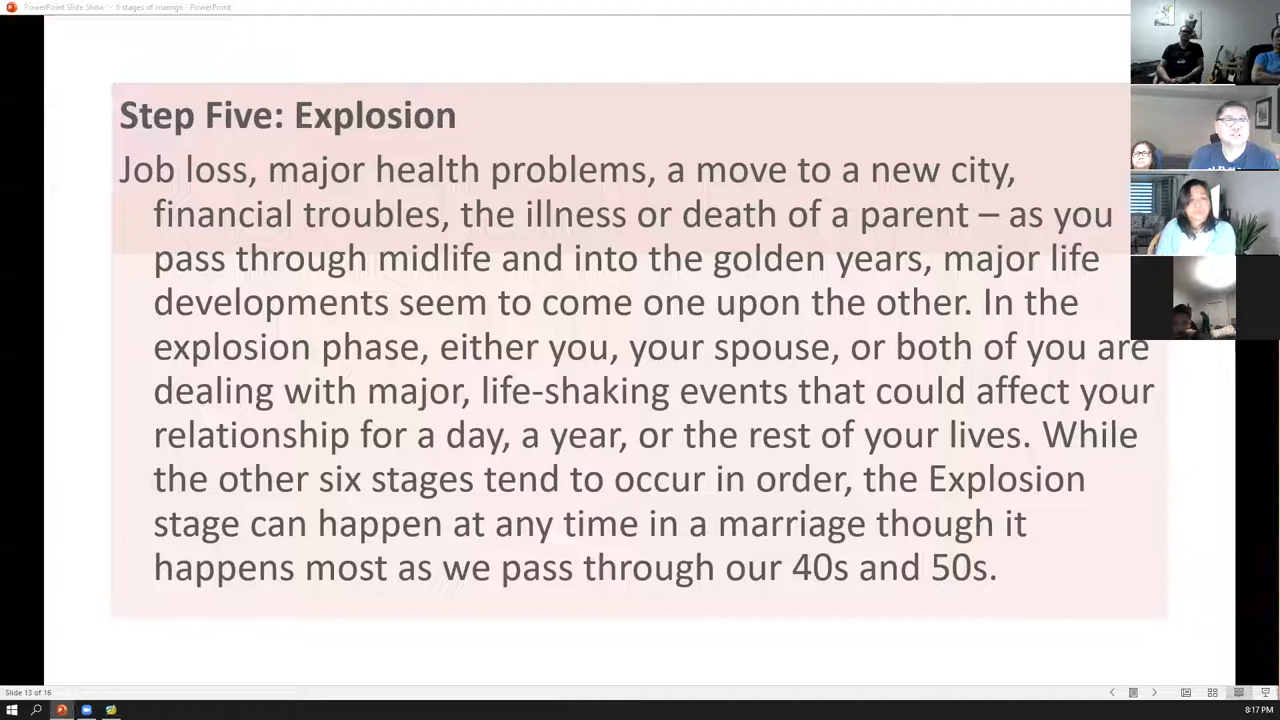 PowerPoint Slide Show - 6 stages of marrige - PowerPoint
Step Five: Explosion
Job loss, major health problems, a move to a new city,
financial troubles, the illness or death of a parent – as you
pass through midlife and into the golden years, major life
developments seem to come one upon the other. In the
explosion phase, either you, your spouse, or both of you are
dealing with major, life-shaking events that could affect your
relationship for a day, a year, or the rest of your lives. While
the other six stages tend to occur in order, the Explosion
stage can happen at any time in a marriage though it
happens most as we pass through our 40s and 50s.
Slide 13 of 16
8:17 PM